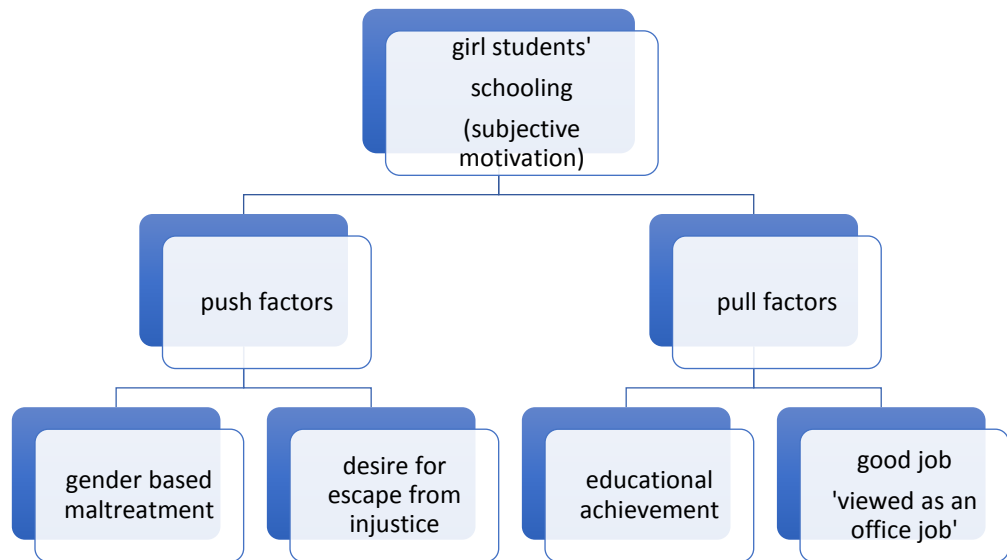 girl students'
schooling
(subjective
motivation)
push factors
pull factors
gender based
maltreatment
desire for
escape from
injustice
educational
achievement
good job
'viewed as an
office job'